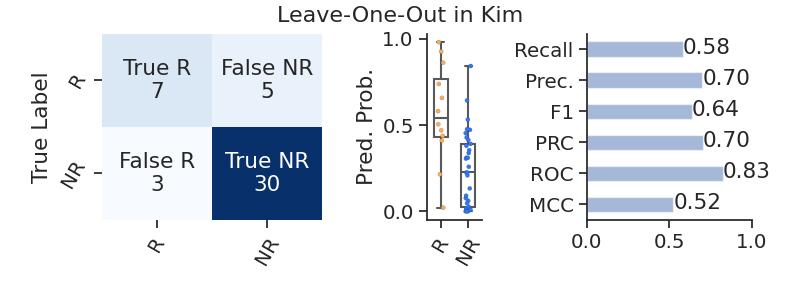 Leave-One-Out in Kim
True Label
R
NR
True R
7
False NR
5
False R
3
True NR
30
R
NR
Pred. Prob.
1.0
0.5
0.0
R
NR
Recall
0.58
Prec.
0.70
F1
0.64
PRC
0.70
ROC
0.83
MCC
0.52
0.0
0.5
1.0